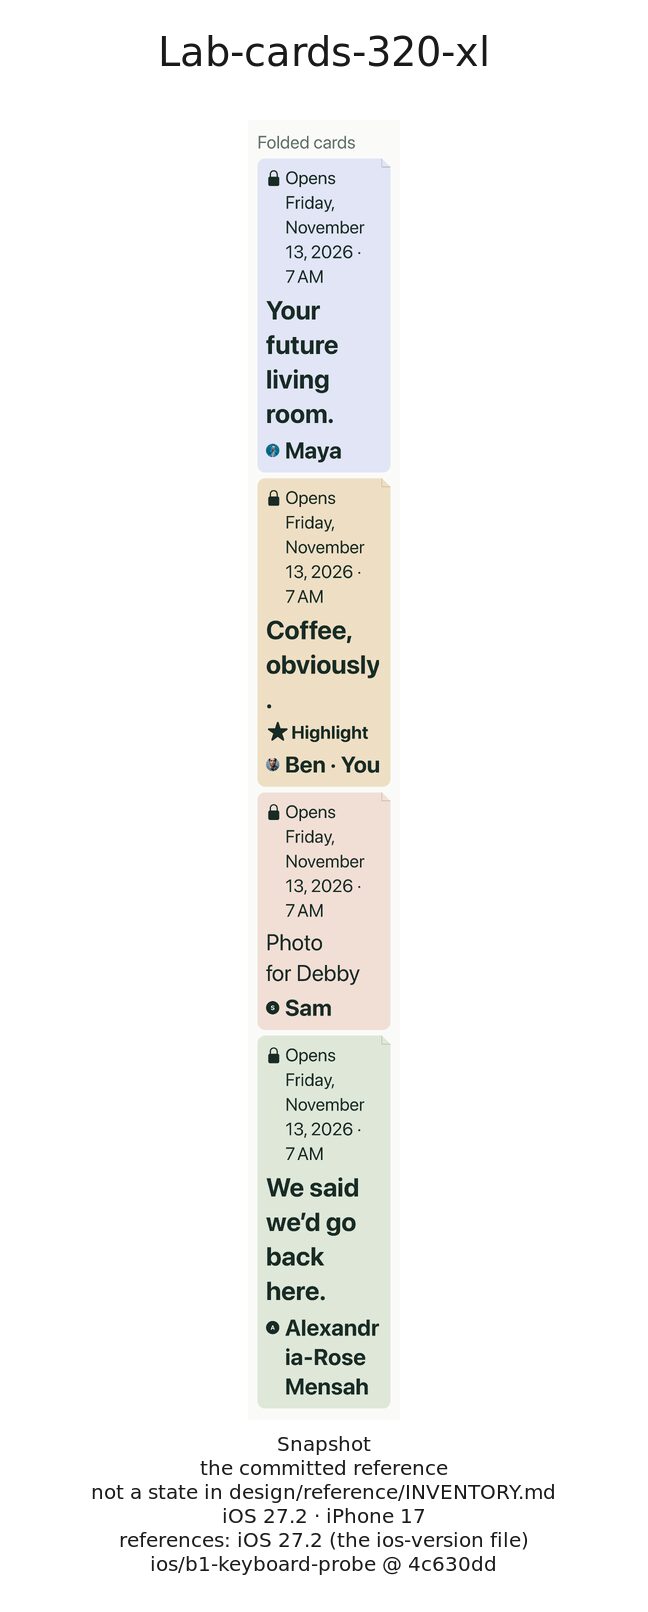 Lab-cards-320-xl
Folded cards
Opens
Friday,
November
13, 2026 ·
7 AM
Your
future
living
room.
Maya
Opens
Friday,
November
13, 2026 ·
7 AM
Coffee,
obviously
.
Highlight
Ben · You
Opens
Friday,
November
13, 2026 ·
7 AM
Photo
for Debby
S Sam
Opens
Friday,
November
13, 2026 ·
7 AM
We said
we’d go
back
here.
A Alexandr
ia-Rose
Mensah
Snapshot
the committed reference
not a state in design/reference/INVENTORY.md
iOS 27.2 · iPhone 17
references: iOS 27.2 (the ios-version file)
ios/b1-keyboard-probe @ 4c630dd